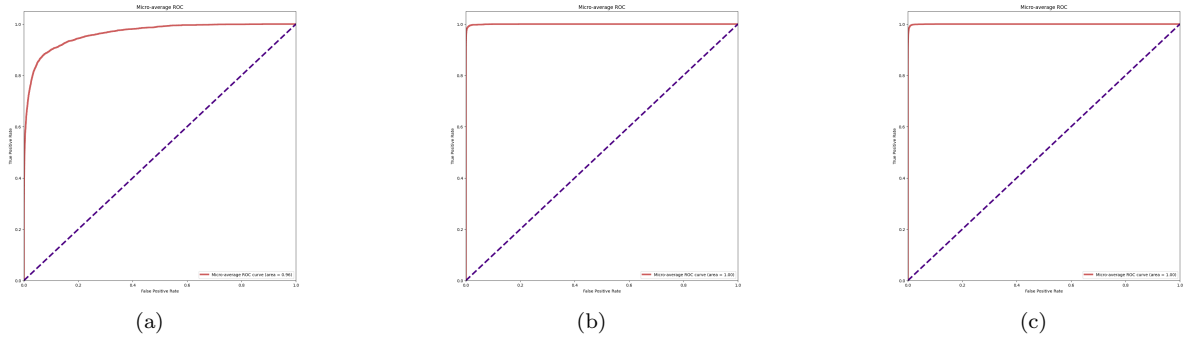 Micro-average ROC
1.0
0.8
0.6
0.4
0.2
0.0
True Positive Rate
0.0 0.2 0.4 0.6 0.8 1.0
False Positive Rate
Micro-average ROC curve (area = 0.96)
(a)
Micro-average ROC
1.0
0.8
0.6
0.4
0.2
0.0
True Positive Rate
0.0 0.2 0.4 0.6 0.8 1.0
False Positive Rate
Micro-average ROC curve (area = 1.00)
(b)
Micro-average ROC
1.0
0.8
0.6
0.4
0.2
0.0
True Positive Rate
0.0 0.2 0.4 0.6 0.8 1.0
False Positive Rate
Micro-average ROC curve (area = 1.00)
(c)